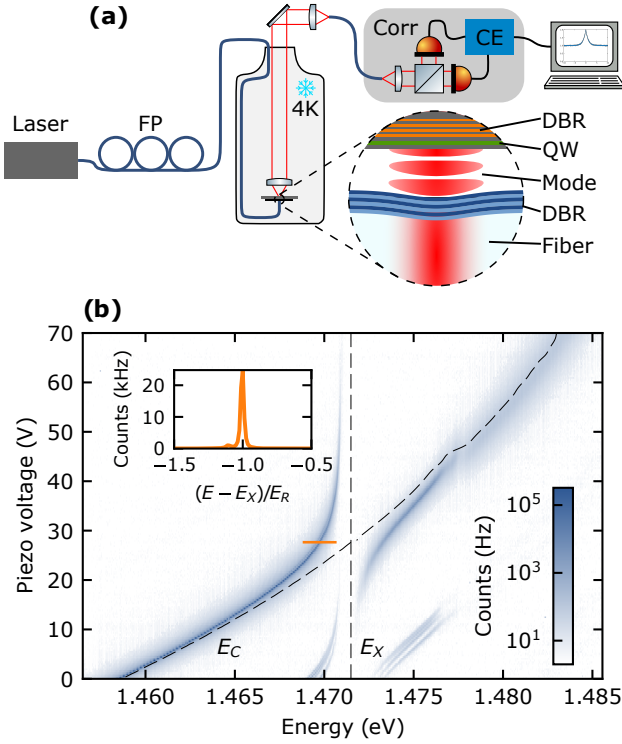 (a)
Laser
FP
4K
Corr
CE
DBR
QW
Mode
DBR
Fiber
(b)
Piezo voltage (V)
70
60
50
40
30
20
10
0
Counts (kHz)
20
10
0
-1.5 -1.0 -0.5
(E − E_X)/E_R
E_C
E_X
Counts (Hz)
10^5
10^3
10^1
1.460 1.465 1.470 1.475 1.480 1.485
Energy (eV)